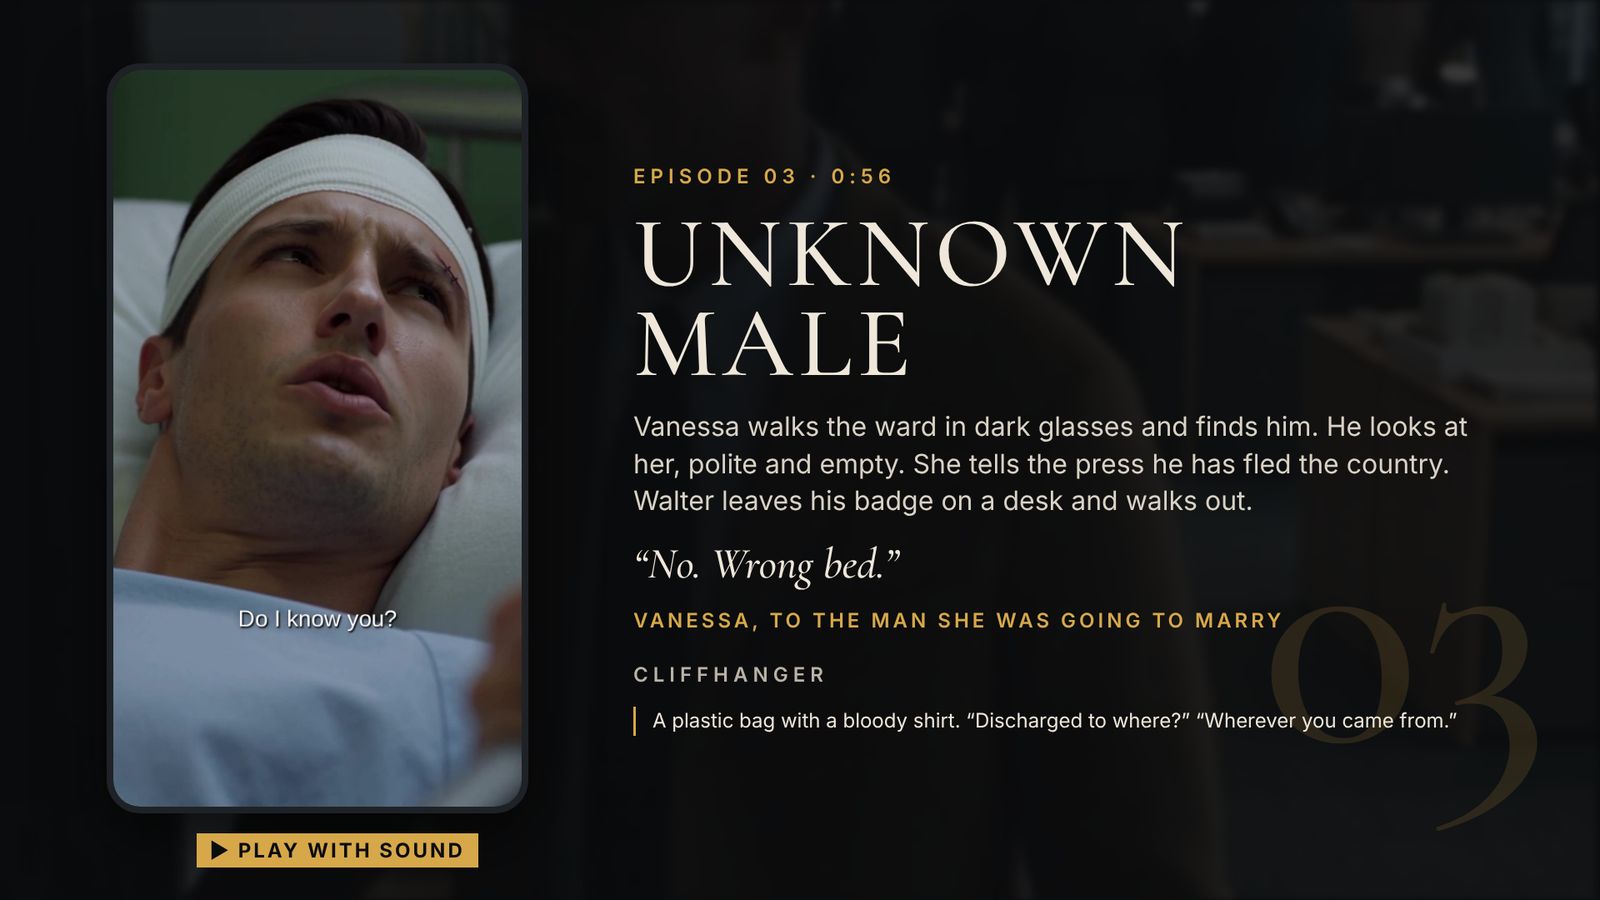 Do I know you?
▶ PLAY WITH SOUND
EPISODE 03 · 0:56
UNKNOWN
MALE
Vanessa walks the ward in dark glasses and finds him. He looks at
her, polite and empty. She tells the press he has fled the country.
Walter leaves his badge on a desk and walks out.
“No. Wrong bed.”
VANESSA, TO THE MAN SHE WAS GOING TO MARRY
CLIFFHANGER
A plastic bag with a bloody shirt. “Discharged to where?” “Wherever you came from.”
03